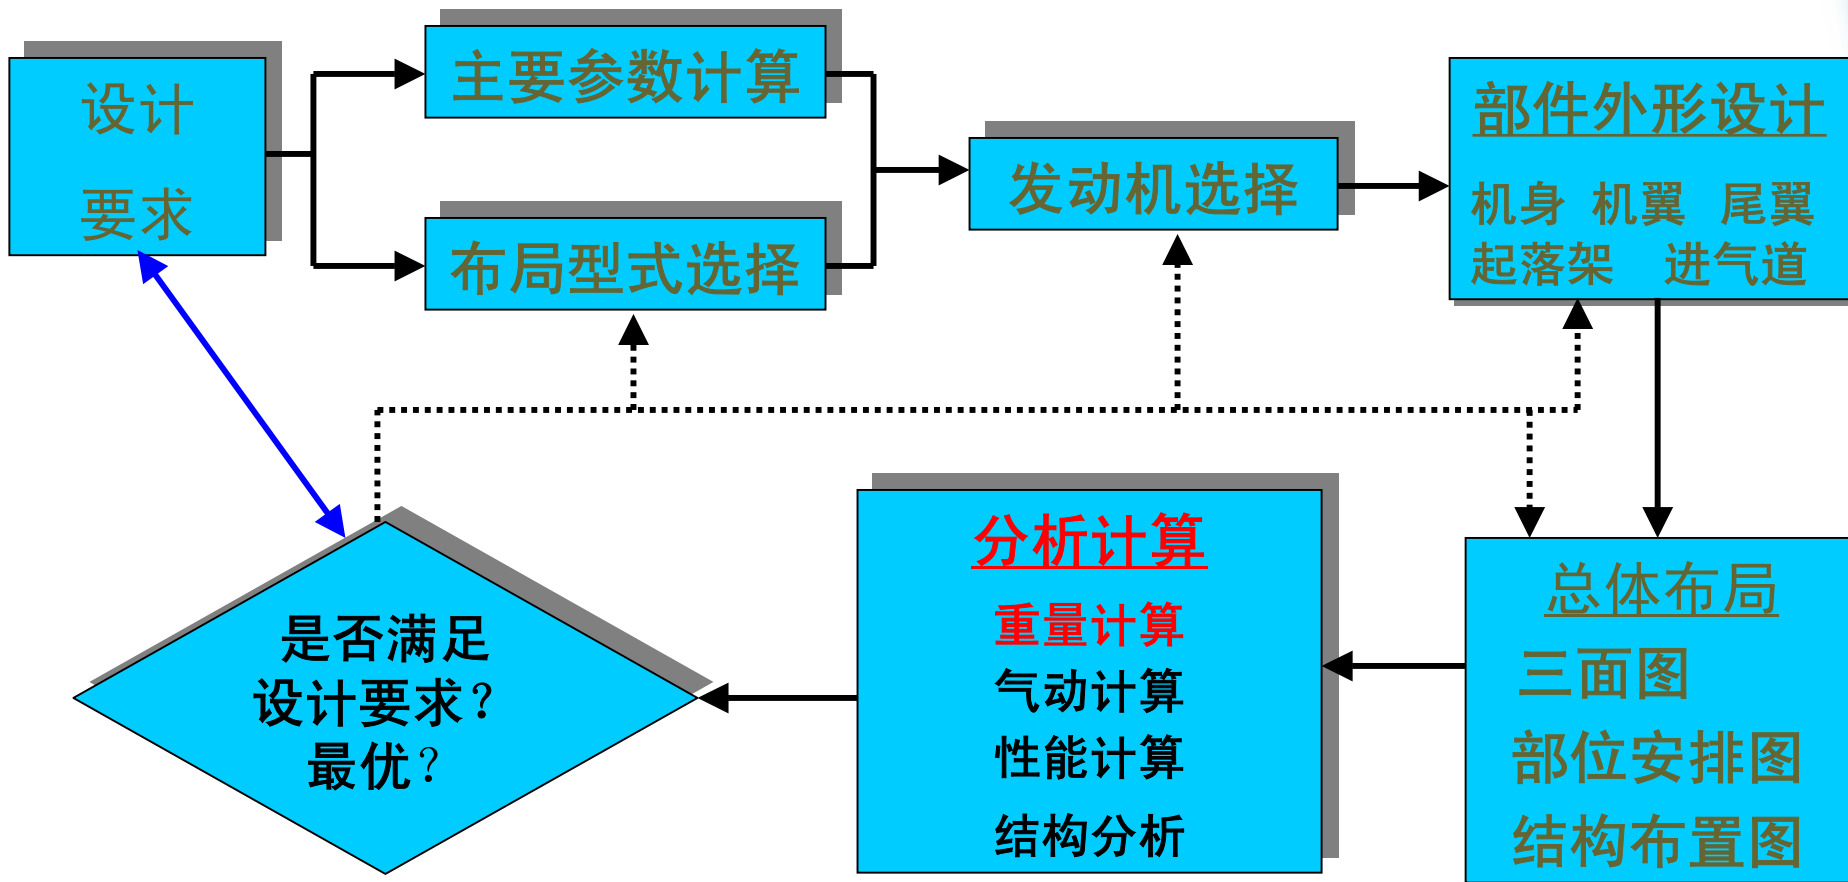 设计
要求
主要参数计算
布局型式选择
发动机选择
部件外形设计
机身 机翼 尾翼
起落架 进气道
总体布局
三面图
部位安排图
结构布置图
分析计算
重量计算
气动计算
性能计算
结构分析
是否满足
设计要求?
最优?